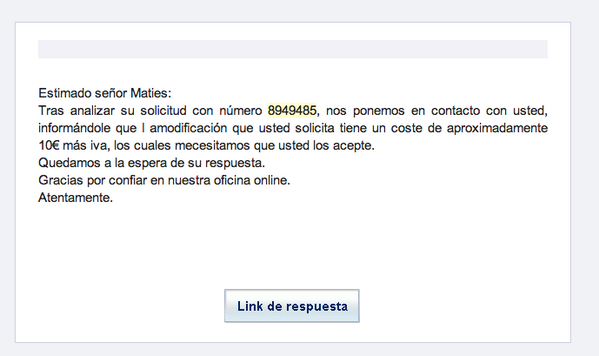 Estimado señor Maties:
Tras analizar su solicitud con número 8949485, nos ponemos en contacto con usted,
informándole que l amodificación que usted solicita tiene un coste de aproximadamente
10€ más iva, los cuales mecesitamos que usted los acepte.
Quedamos a la espera de su respuesta.
Gracias por confiar en nuestra oficina online.
Atentamente.
Link de respuesta